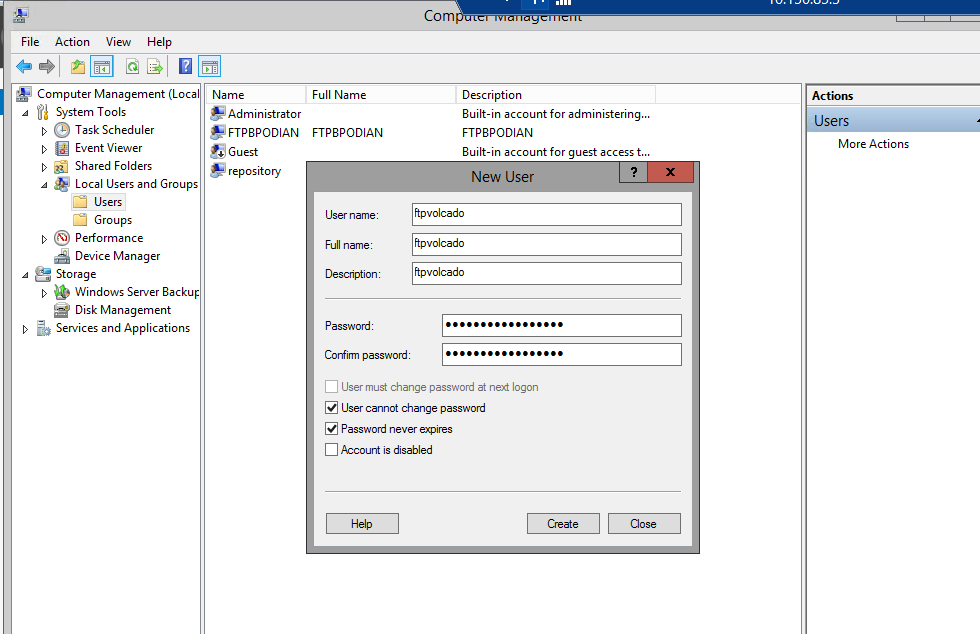 Computer Management
File Action View Help
Computer Management (Local
System Tools
Task Scheduler
Event Viewer
Shared Folders
Local Users and Groups
Users
Groups
Performance
Device Manager
Storage
Windows Server Backup
Disk Management
Services and Applications
Name Full Name Description
Administrator Built-in account for administering...
FTPBPODIAN FTPBPODIAN FTPBPODIAN
Guest Built-in account for guest access t...
repository
New User
? X
User name: ftpvolcado
Full name: ftpvolcado
Description: ftpvolcado
Password: •••••••••••••••••
Confirm password: •••••••••••••••••
User must change password at next logon
User cannot change password
Password never expires
Account is disabled
Help Create Close
Actions
Users
More Actions